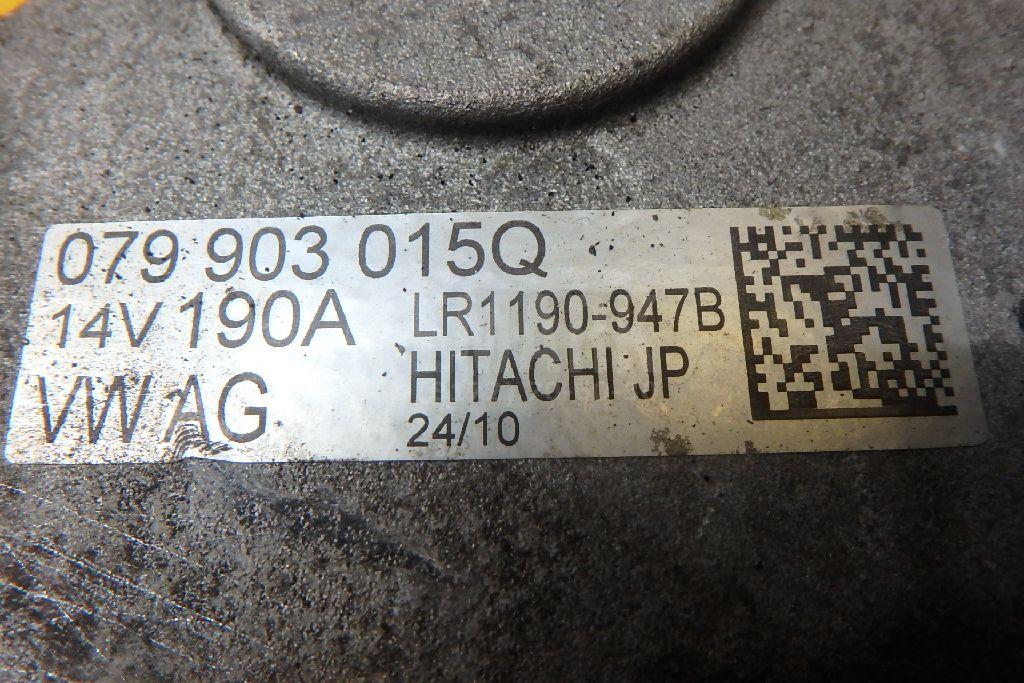 079 903 015Q
14V 190A LR1190-947B
VW AG HITACHI JP
24/10